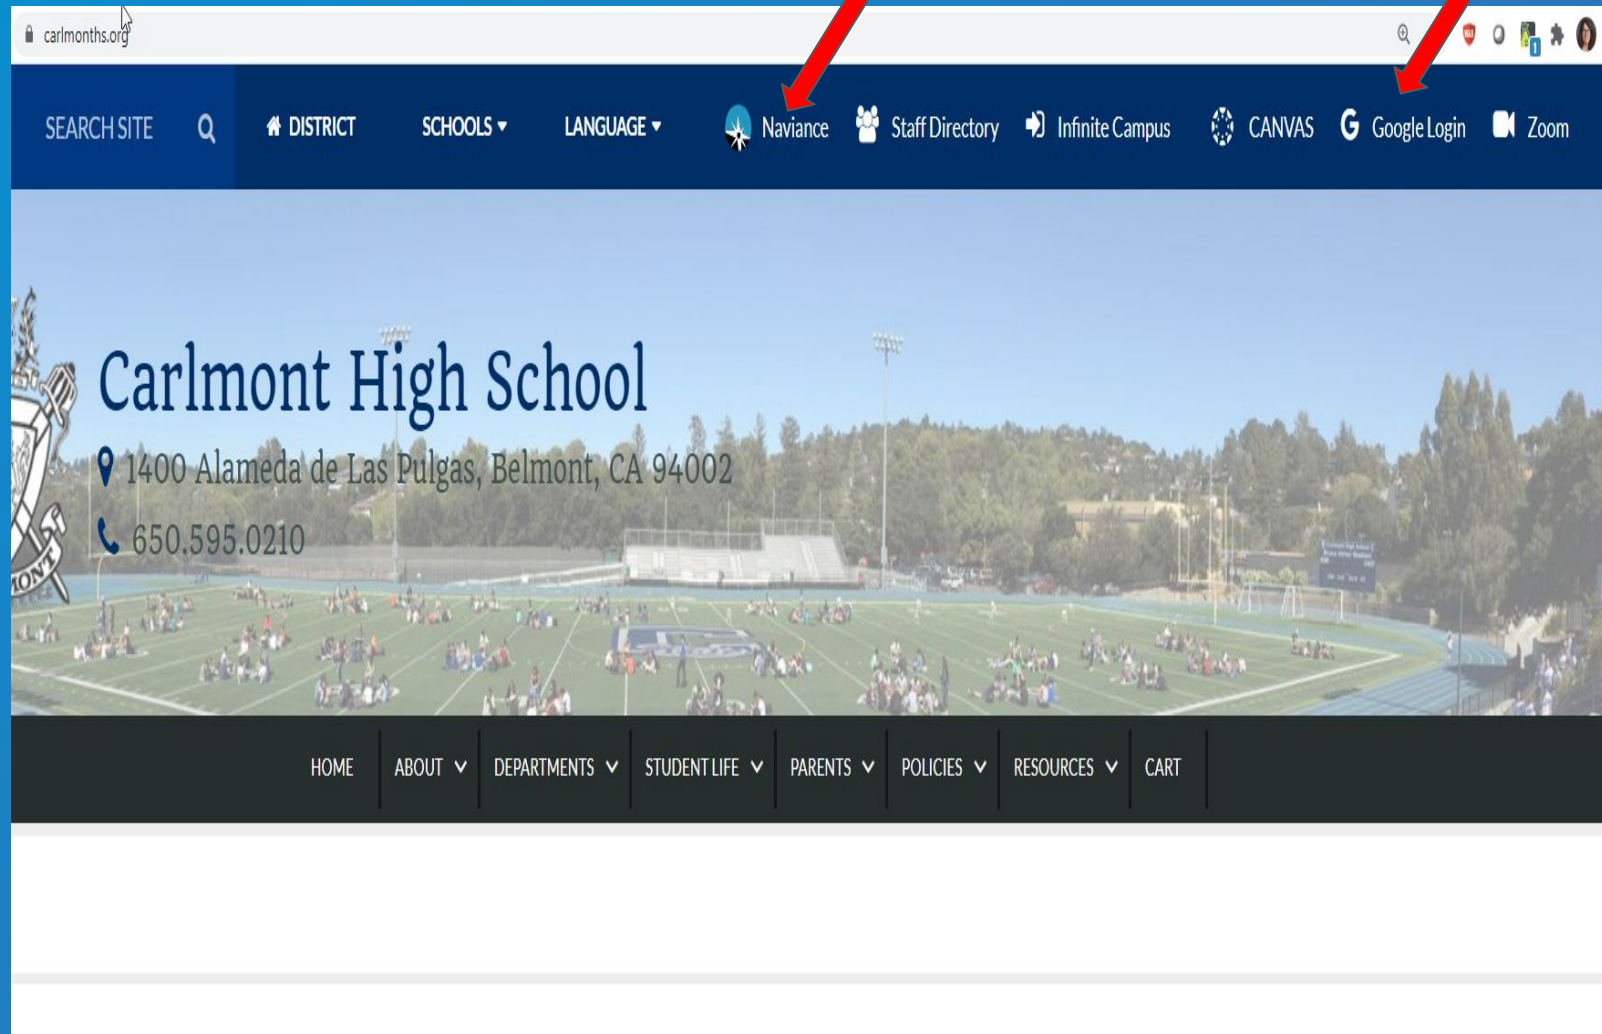 carlmonths.org
SEARCH SITE DISTRICT SCHOOLS LANGUAGE Naviance Staff Directory Infinite Campus CANVAS G Google Login Zoom
Carlmont High School
1400 Alameda de Las Pulgas, Belmont, CA 94002
650.595.0210
HOME ABOUT DEPARTMENTS STUDENT LIFE PARENTS POLICIES RESOURCES CART